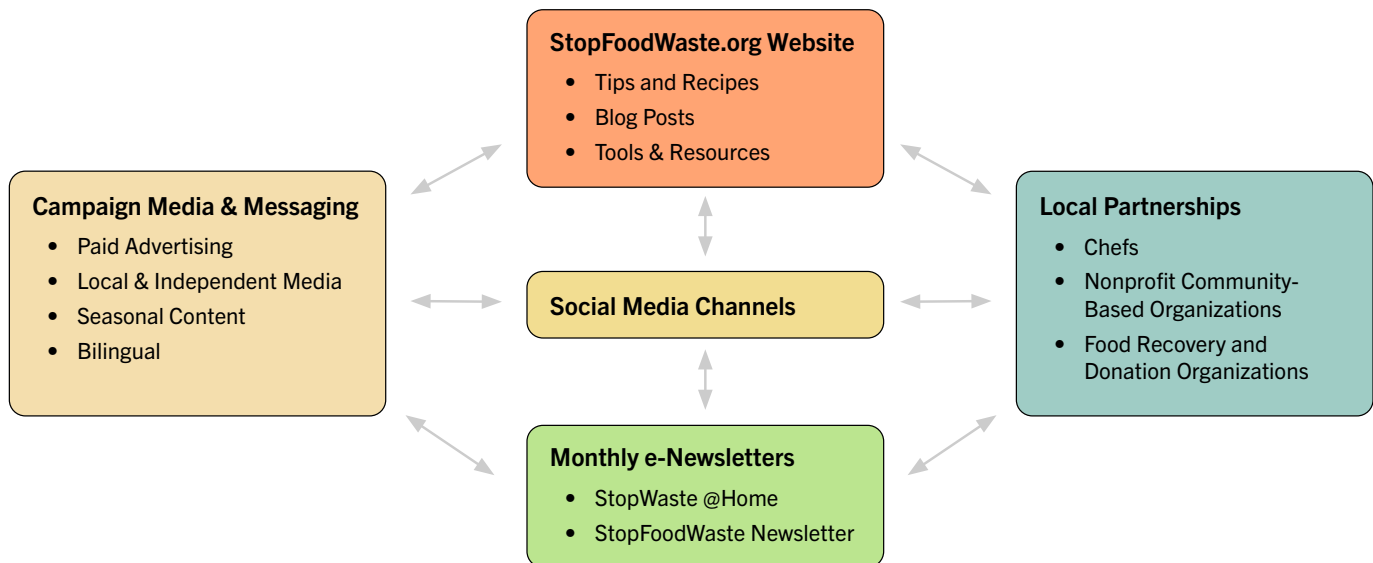 StopFoodWaste.org Website
• Tips and Recipes
• Blog Posts
• Tools & Resources
Campaign Media & Messaging
• Paid Advertising
• Local & Independent Media
• Seasonal Content
• Bilingual
Social Media Channels
Local Partnerships
• Chefs
• Nonprofit Community-
Based Organizations
• Food Recovery and
Donation Organizations
Monthly e-Newsletters
• StopWaste @Home
• StopFoodWaste Newsletter